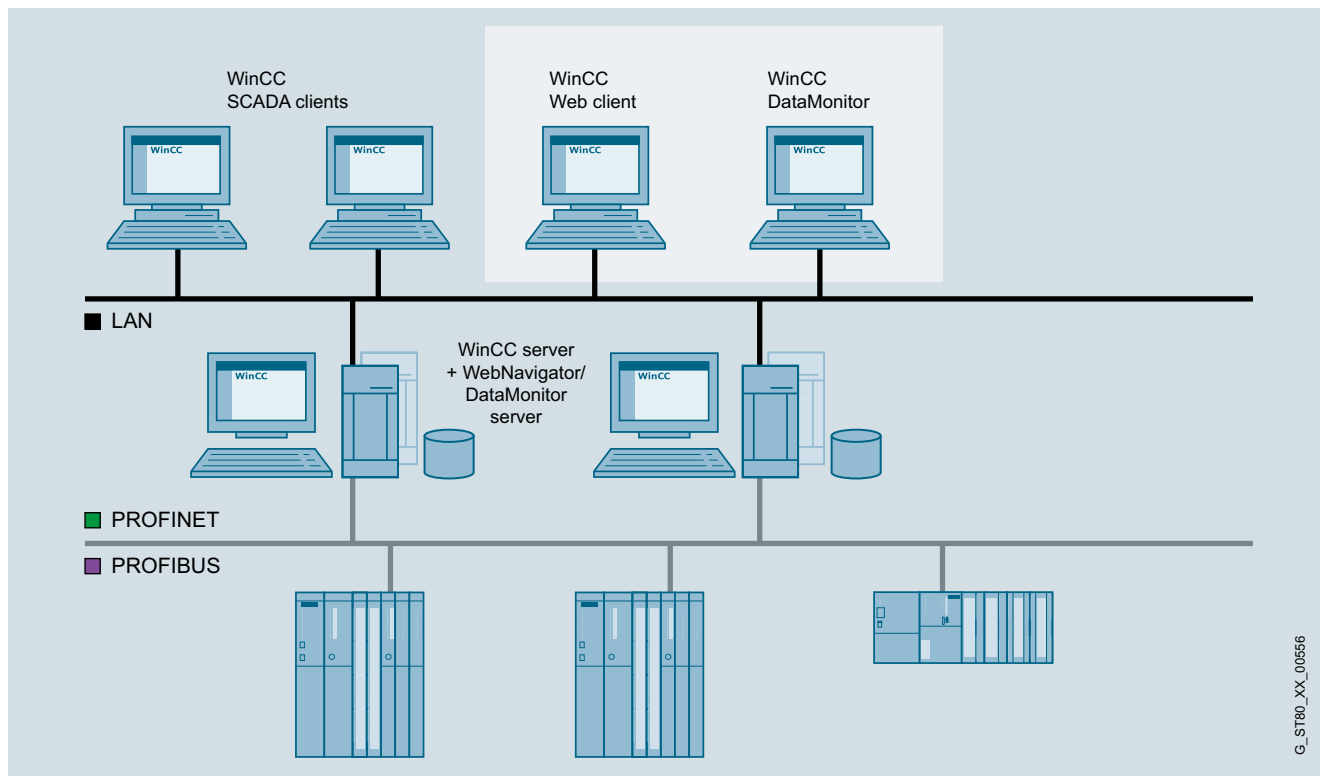 WinCC
SCADA clients
WinCC
Web client
WinCC
DataMonitor
WinCC
WinCC
WinCC
WinCC
LAN
WinCC server
+ WebNavigator/
DataMonitor
server
WinCC
WinCC
PROFINET
PROFIBUS
G_ST80_XX_00556